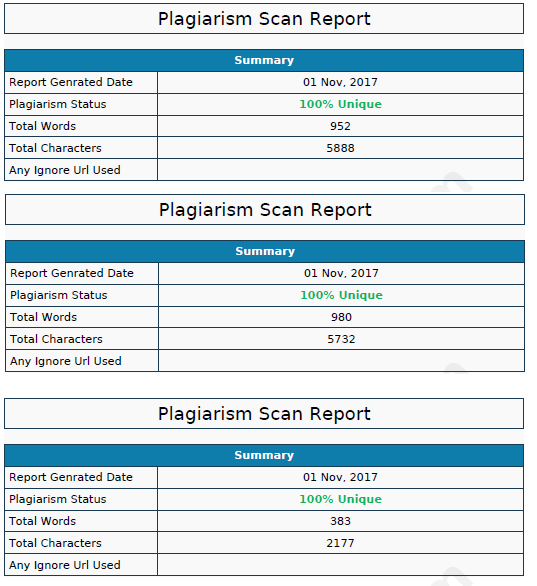 Plagiarism Scan Report
Summary
Report Genrated Date 01 Nov, 2017
Plagiarism Status 100% Unique
Total Words 952
Total Characters 5888
Any Ignore Url Used
Plagiarism Scan Report
Summary
Report Genrated Date 01 Nov, 2017
Plagiarism Status 100% Unique
Total Words 980
Total Characters 5732
Any Ignore Url Used
Plagiarism Scan Report
Summary
Report Genrated Date 01 Nov, 2017
Plagiarism Status 100% Unique
Total Words 383
Total Characters 2177
Any Ignore Url Used